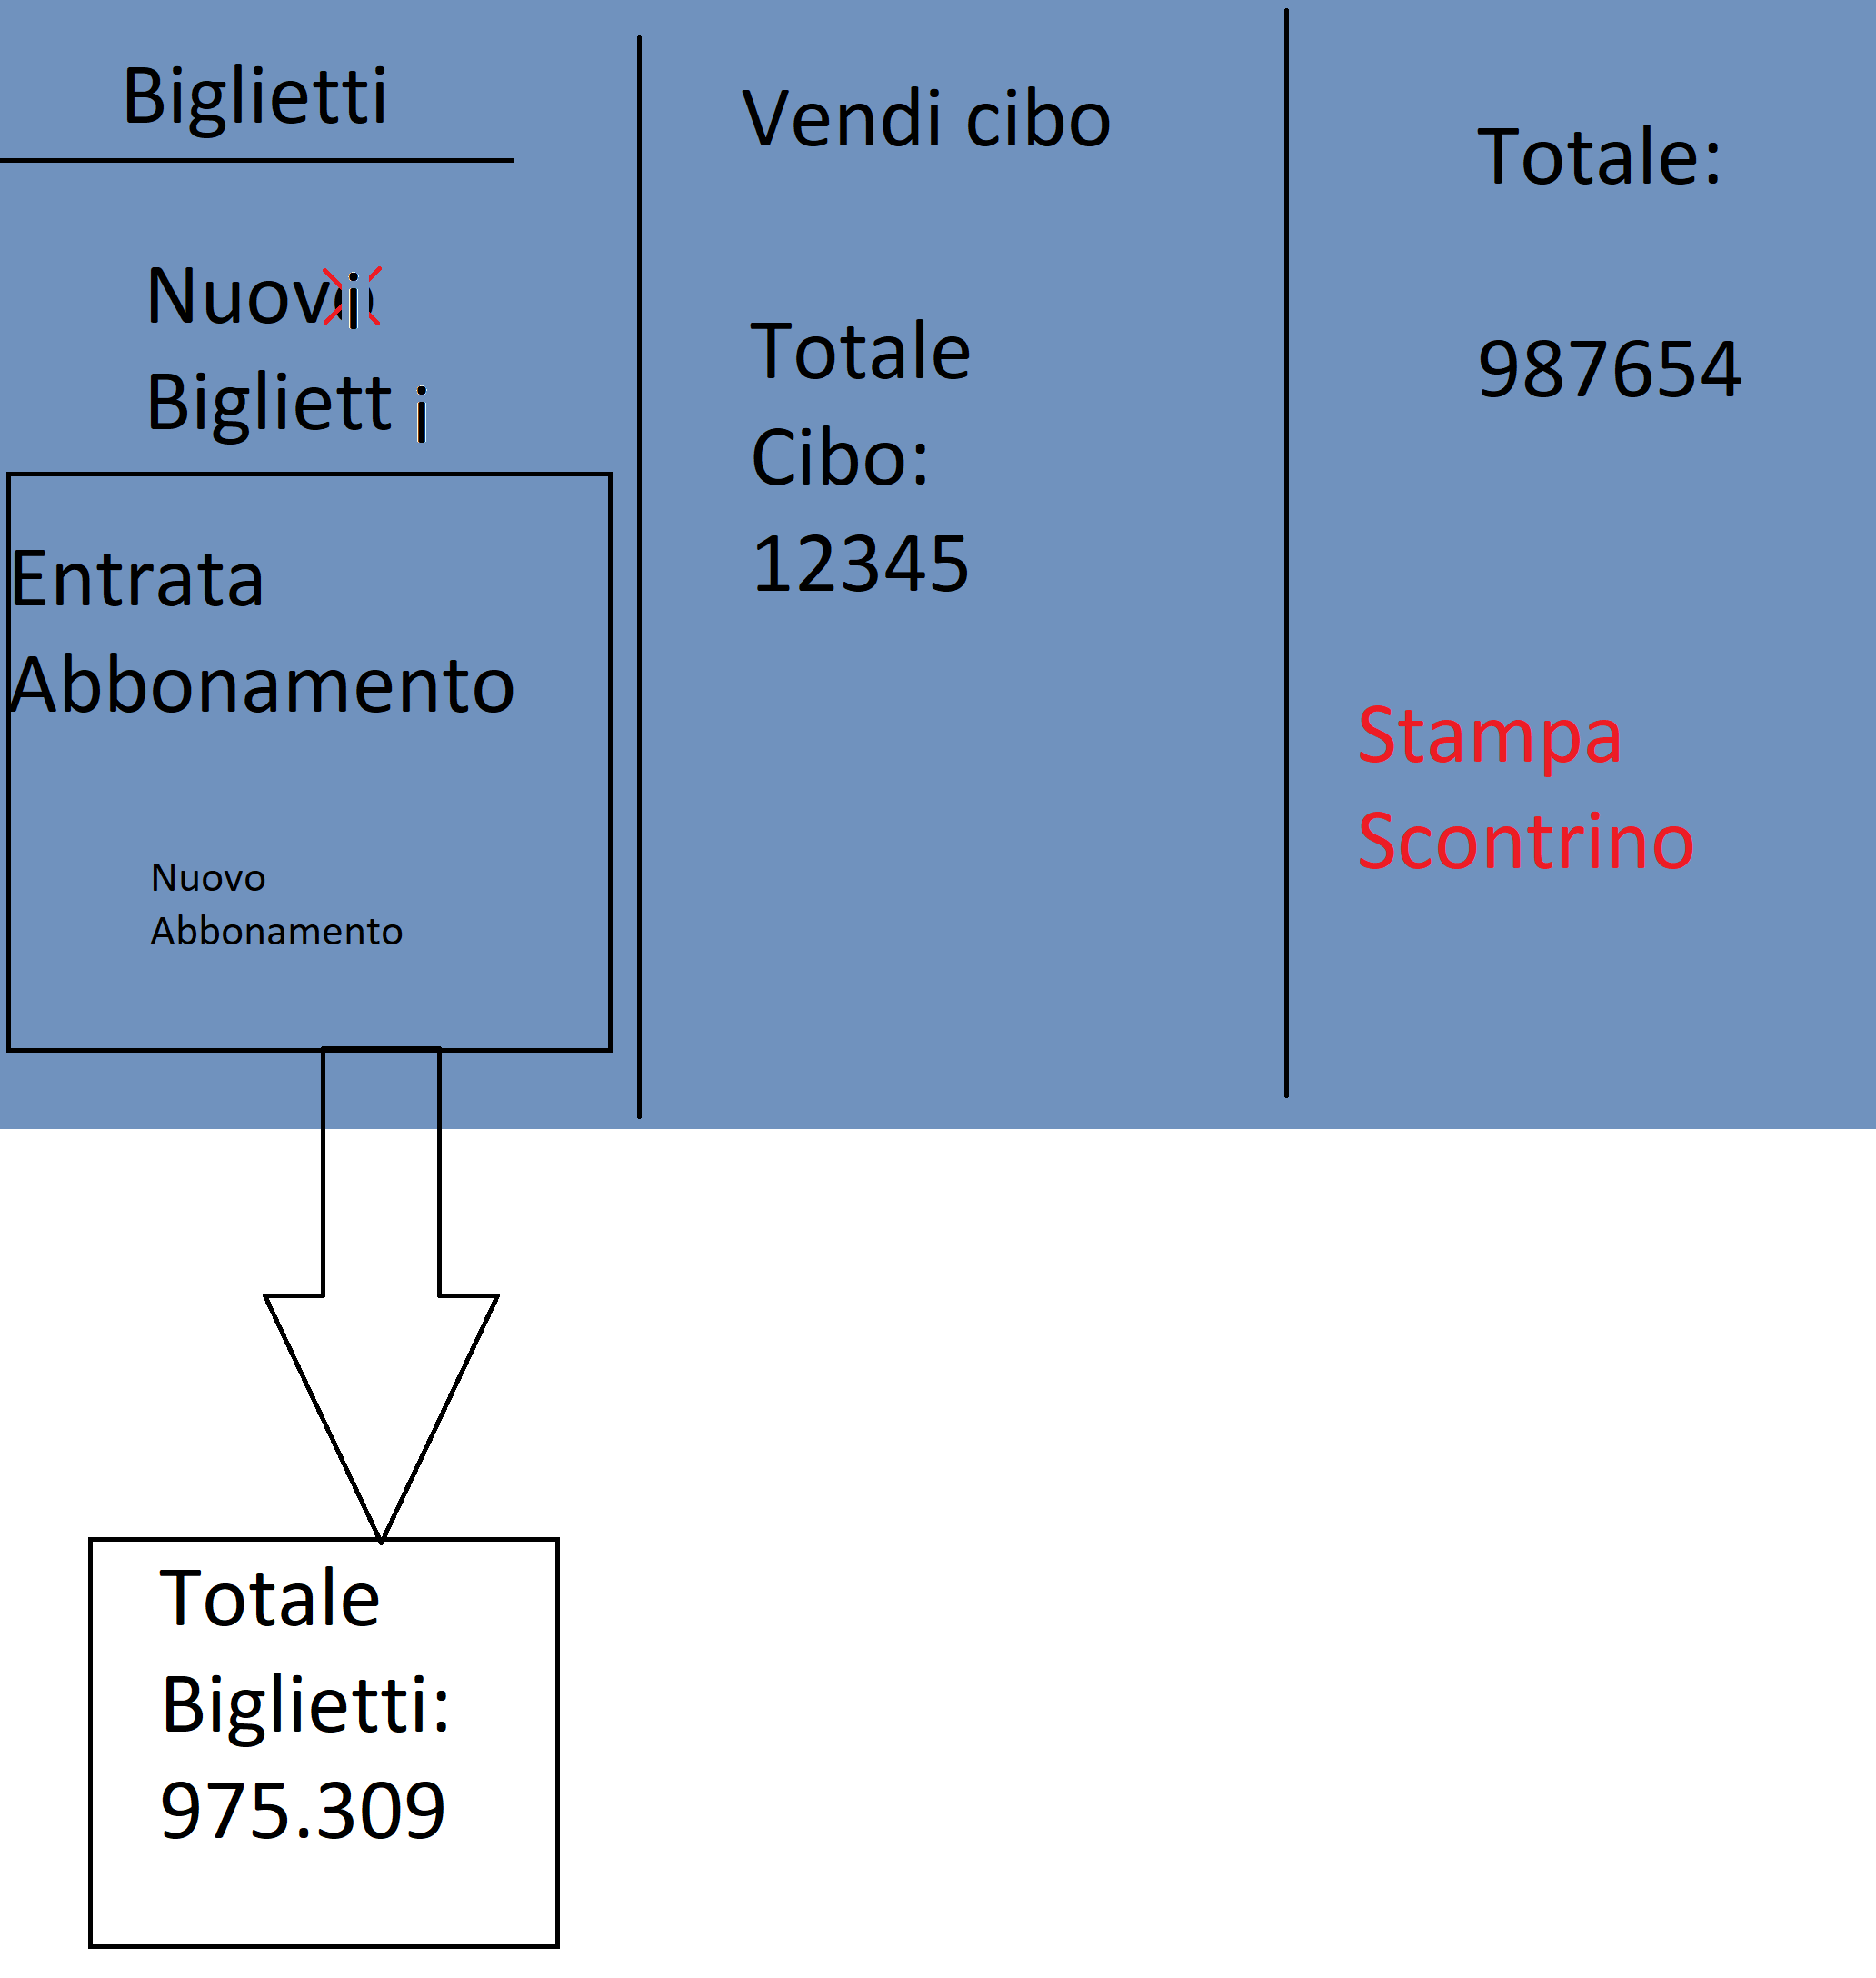 Biglietti
Nuovi
Biglietti
Entrata
Abbonamento
Nuovo
Abbonamento
Vendi cibo
Totale
Cibo:
12345
Totale:
987654
Stampa
Scontrino
Totale
Biglietti:
975.309